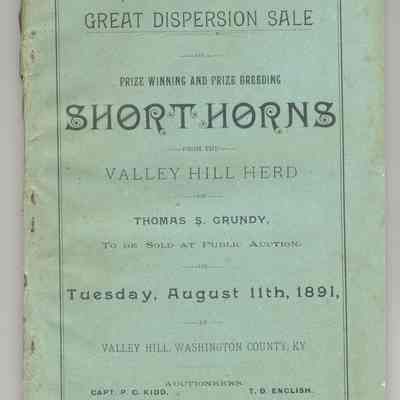 GREAT DISPERSION SALE
OF
PRIZE WINNING AND PRIZE BREEDING
SHORT HORNS
FROM THE
VALLEY HILL HERD
OF
THOMAS S. GRUNDY,
TO BE SOLD AT PUBLIC AUCTION,
ON
Tuesday, August 11th, 1891,
AT
VALLEY HILL, WASHINGTON COUNTY, KY.
AUCTIONEERS
CAPT. P. C. KIDD. T. D. ENGLISH.